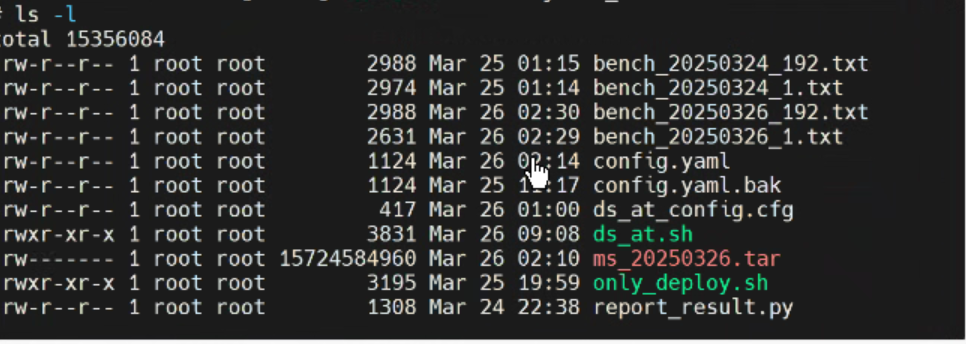 # ls -l
total 15356084
rw-r--r-- 1 root root 2988 Mar 25 01:15 bench_20250324_192.txt
rw-r--r-- 1 root root 2974 Mar 25 01:14 bench_20250324_1.txt
rw-r--r-- 1 root root 2988 Mar 26 02:30 bench_20250326_192.txt
rw-r--r-- 1 root root 2631 Mar 26 02:29 bench_20250326_1.txt
rw-r--r-- 1 root root 1124 Mar 26 02:14 config.yaml
rw-r--r-- 1 root root 1124 Mar 25 config.yaml.bak
rw-r--r-- 1 root root 417 Mar 26 01:00 ds_at_config.cfg
rwxr-xr-x 1 root root 3831 Mar 26 09:08 ds_at.sh
rw------- 1 root root 15724584960 Mar 26 02:10 ms_20250326.tar
rwxr-xr-x 1 root root 3195 Mar 25 19:59 only_deploy.sh
rw-r--r-- 1 root root 1308 Mar 24 22:38 report_result.py